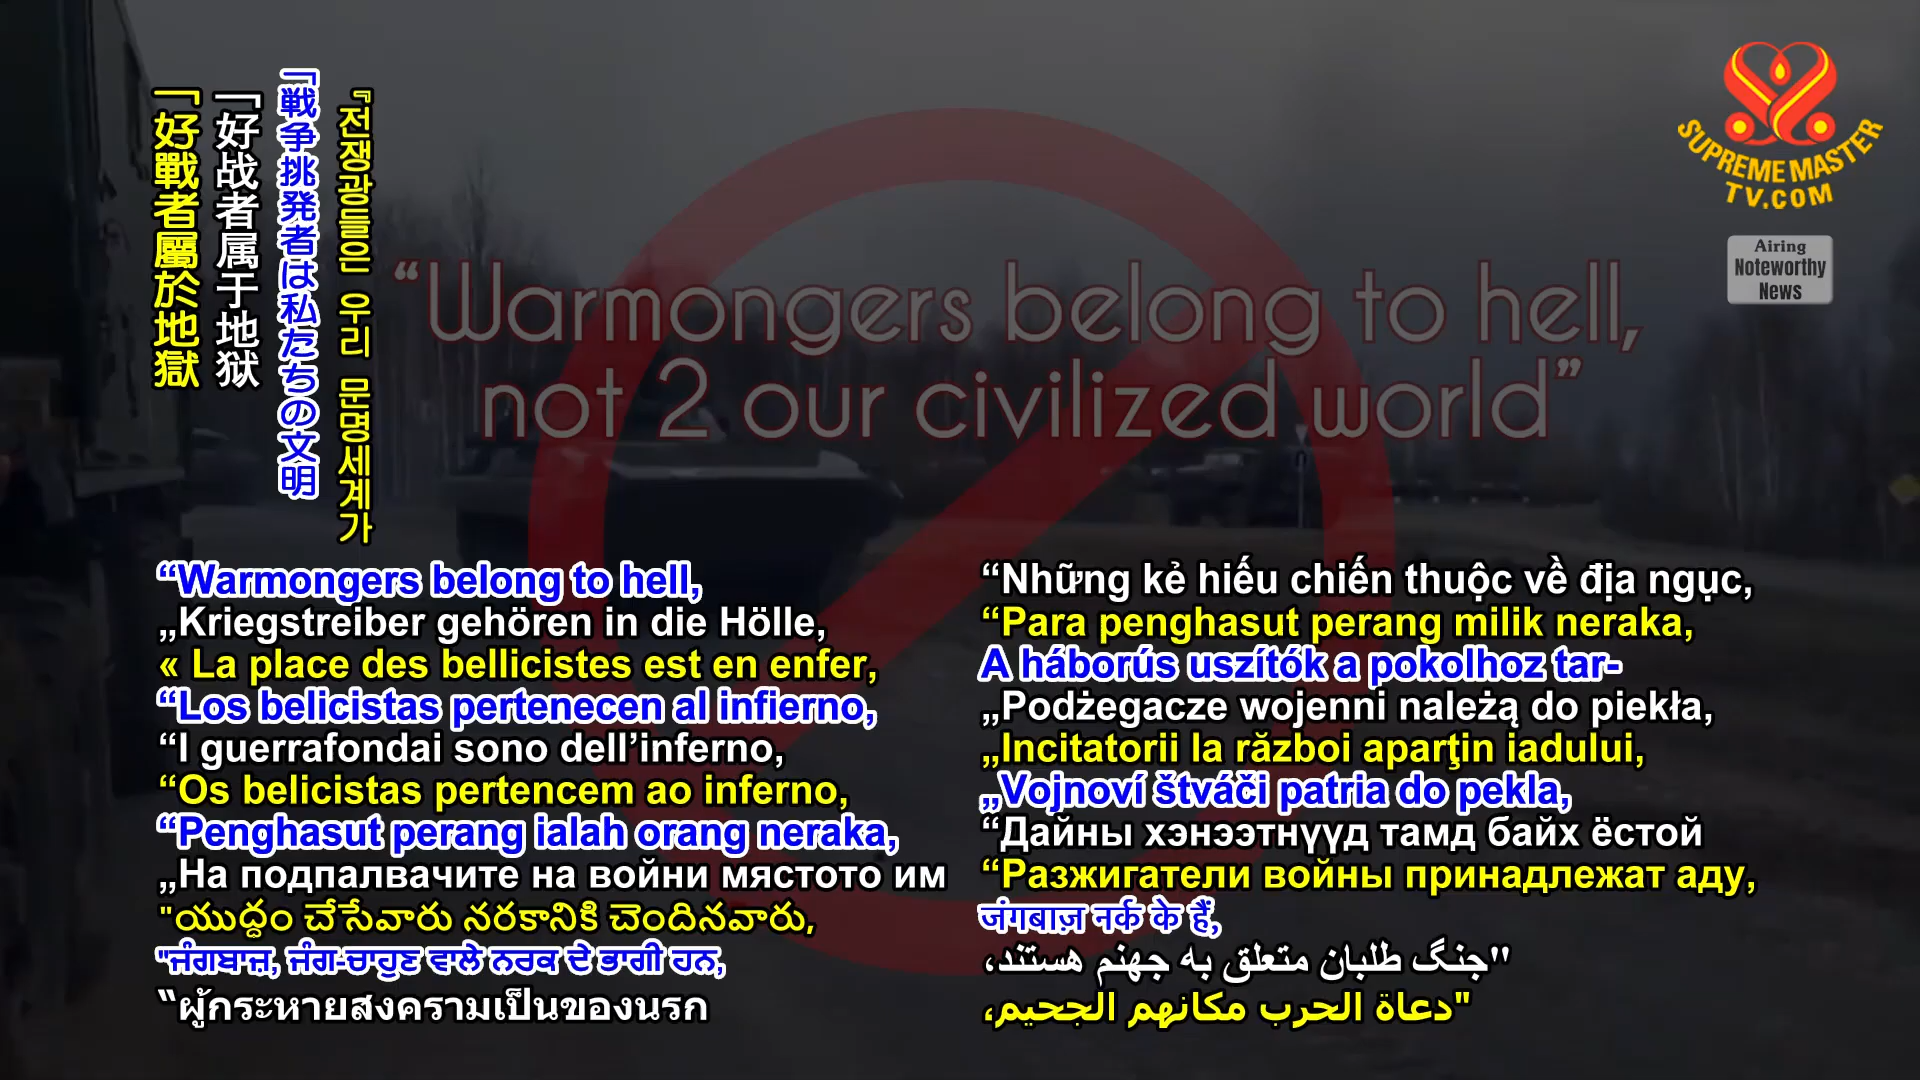 「好戰者屬於地獄
「好战者属于地狱
「戦争挑発者は私たちの文明
『전쟁광들은 우리 문명세계가
SUPREME MASTER
TV.COM
Airing
Noteworthy
News
“Warmongers belong to hell,
not 2 our civilized world”
“Warmongers belong to hell,
„Kriegstreiber gehören in die Hölle,
« La place des bellicistes est en enfer,
“Los belicistas pertenecen al infierno,
“I guerrafondai sono dell’inferno,
“Os belicistas pertencem ao inferno,
“Penghasut perang ialah orang neraka,
„На подпалвачите на войни мястото им
"యుద్ధం చేసేవారు నరకానికి చెందినవారు,
"ਜੰਗਬਾਜ਼, ਜੰਗ-ਚਾਹੁਣ ਵਾਲੇ ਨਰਕ ਦੇ ਭਾਗੀ ਹਨ,
“ผู้กระหายสงครามเป็นของนรก
“Những kẻ hiếu chiến thuộc về địa ngục,
“Para penghasut perang milik neraka,
A háborús uszítók a pokolhoz tar-
„Podżegacze wojenni należą do piekła,
„Incitatorii la război aparţin iadului,
„Vojnoví štváči patria do pekla,
“Дайны хэнээтнүүд тамд байх ёстой
“Разжигатели войны принадлежат аду,
जंगबाज़ नर्क के हैं,
"جنگ طلبان متعلق به جهنم هستند،
"دعاة الحرب مكانهم الجحيم،